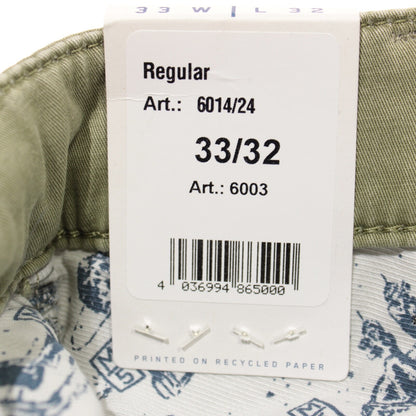 33 W L 32
Regular
Art.: 6014/24
33/32
Art.: 6003
4 036994 865000
PRINTED ON RECYCLED PAPER